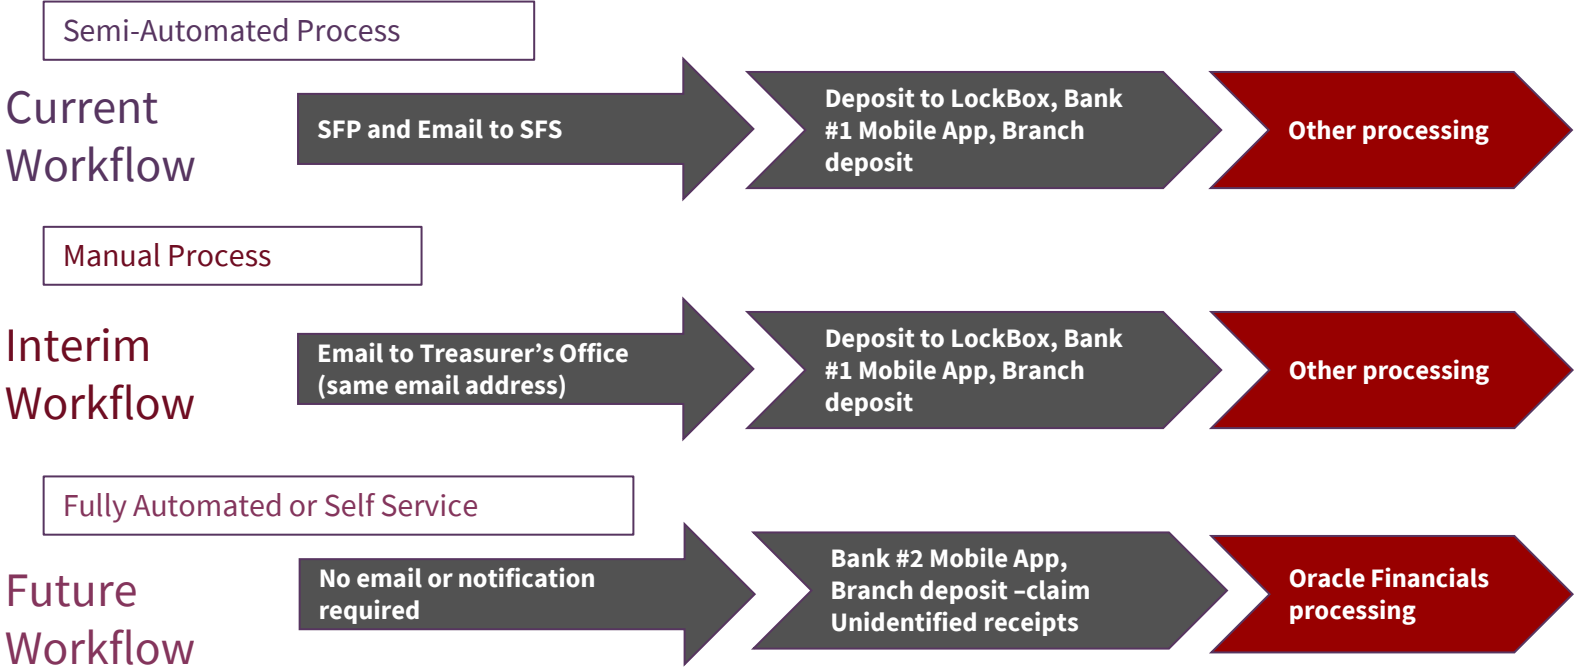 Semi-Automated Process
Current
Workflow
SFP and Email to SFS
Deposit to LockBox, Bank
#1 Mobile App, Branch
deposit
Other processing
Manual Process
Interim
Workflow
Email to Treasurer’s Office
(same email address)
Deposit to LockBox, Bank
#1 Mobile App, Branch
deposit
Other processing
Fully Automated or Self Service
Future
Workflow
No email or notification
required
Bank #2 Mobile App,
Branch deposit –claim
Unidentified receipts
Oracle Financials
processing